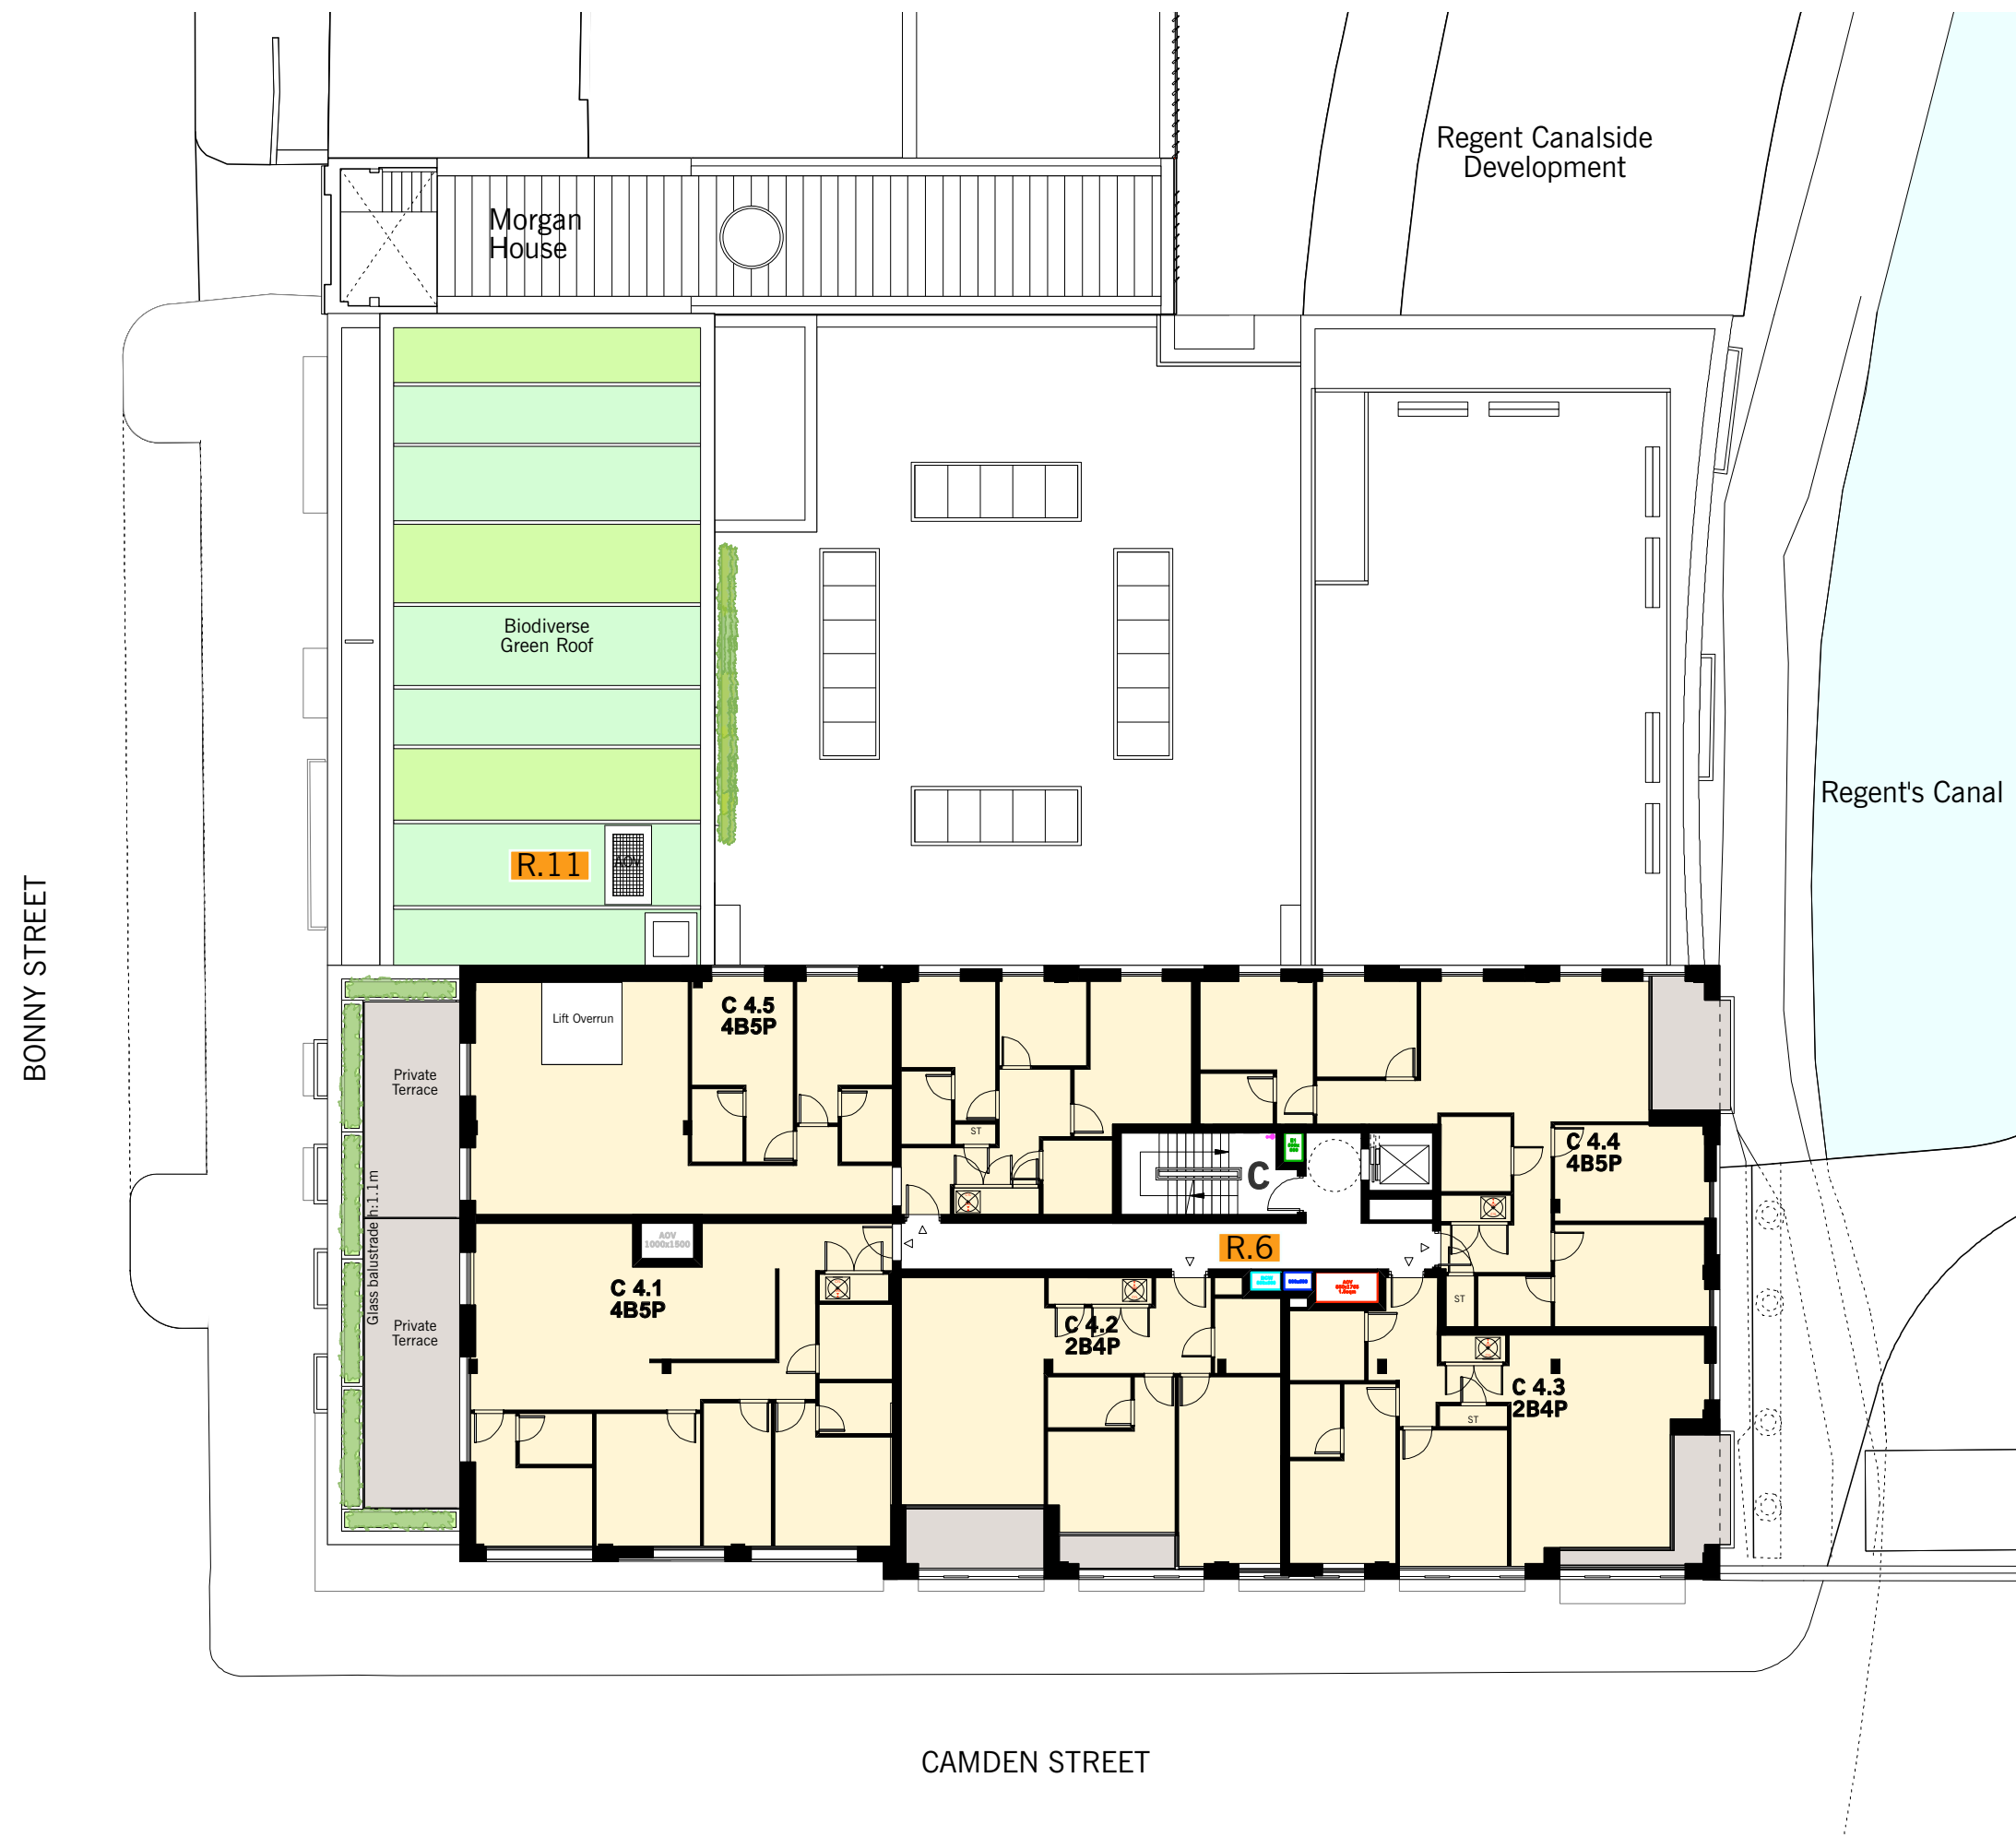 Regent Canalside
Development
Morgan
House
Biodiverse
Green Roof
Regent's Canal
R.11
AOV
BONNY STREET
C 4.5
4B5P
Lift Overrun
Private
Terrace
ST
C
C 4.4
4B5P
Glass balustrade h:1.1m
AOV
1000x1500
R.6
C 4.1
4B5P
ST
Private
Terrace
C 4.2
2B4P
C 4.3
2B4P
ST
CAMDEN STREET